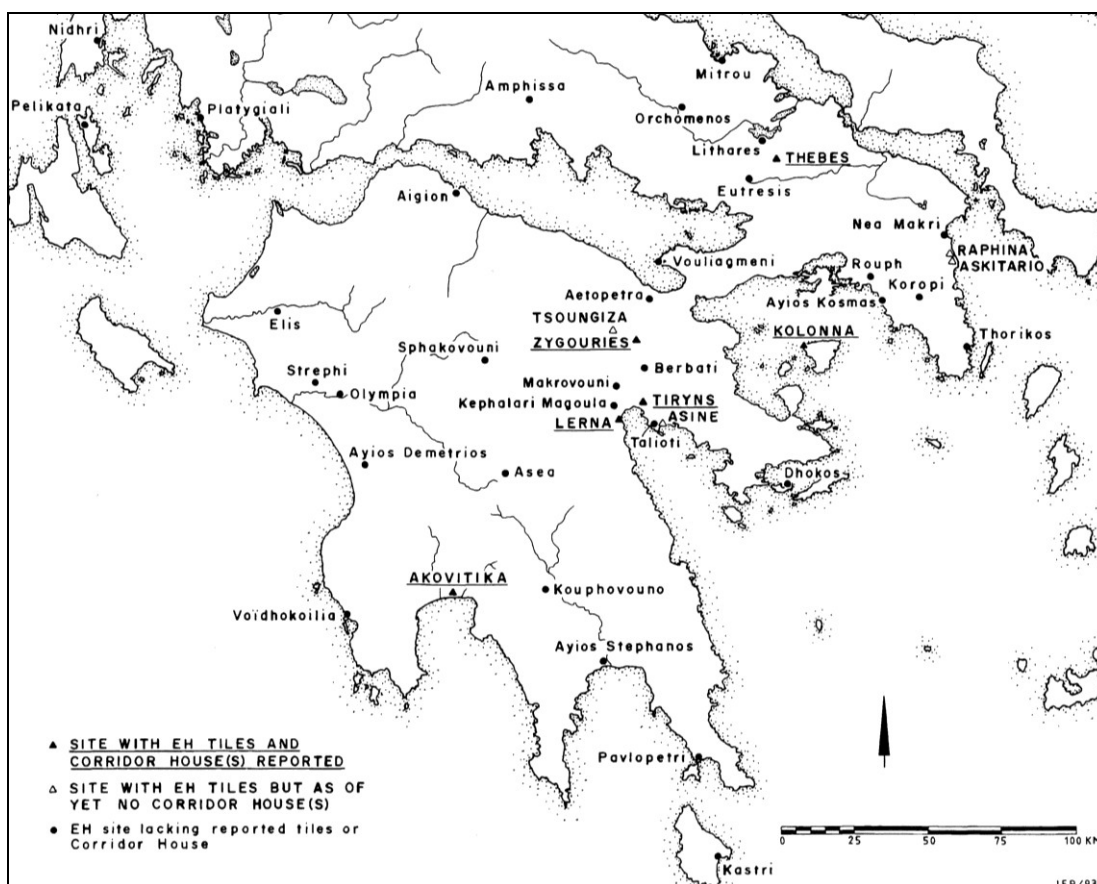 Nidhri
Mitrou
Amphissa
Pelikata
Platygiali
Orchomenos
Lithares
THEBES
Eutresis
Aigion
Nea Makri
RAPHINA
ASKITARIO
Vouliagmeni
Rouph
Koropi
Aetopetra
Ayios Kosmas
Elis
TSOUNGIZA
KOLONNA
ZYGOURIES
Thorikos
Sphakovouni
Berbati
Strephi
Makrovouni
Olympia
TIRYNS
Kephalari Magoula
ASINE
LERNA
Talioti
Ayios Demetrios
Asea
Dhokos
AKOVITIKA
Kouphovouno
Voïdhokoilia
Ayios Stephanos
SITE WITH EH TILES AND
CORRIDOR HOUSE(S) REPORTED
Pavlopetri
SITE WITH EH TILES BUT AS OF
YET NO CORRIDOR HOUSE(S)
EH site lacking reported tiles or
Corridor House
0 25 50 75 100 KM
Kastri